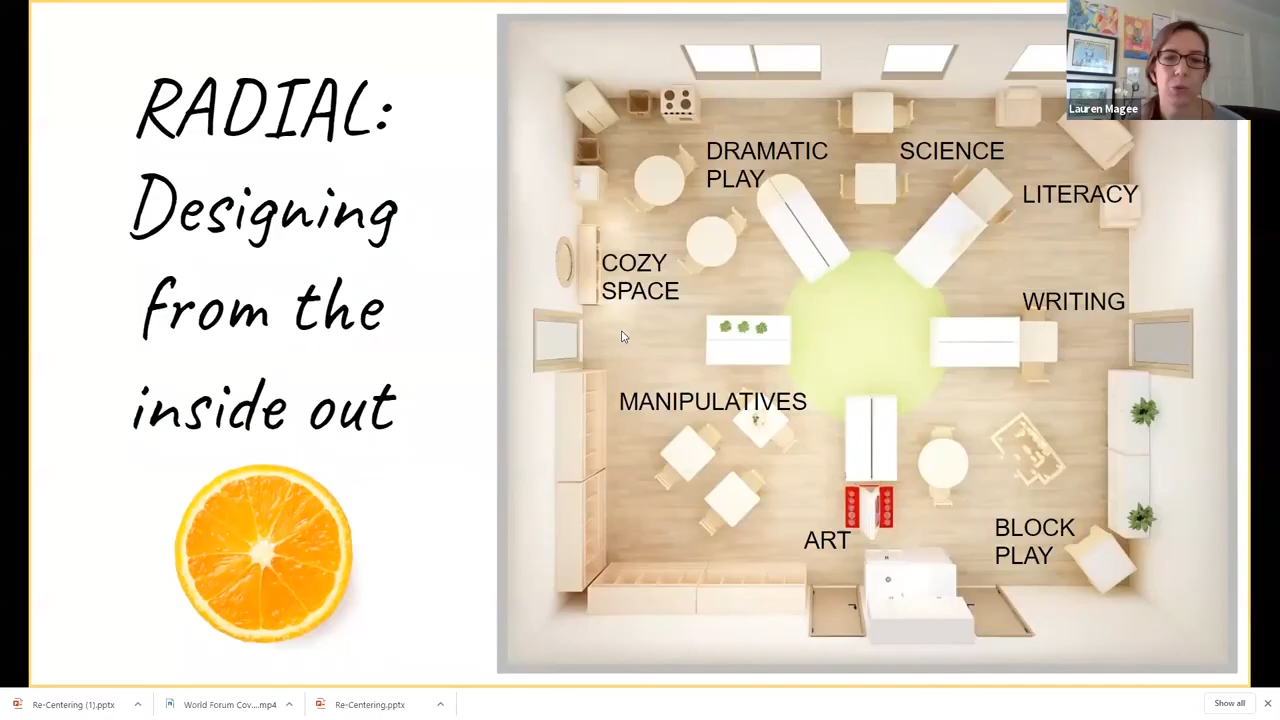 RADIAL:
Designing
from the
inside out
DRAMATIC
PLAY
SCIENCE
LITERACY
COZY
SPACE
WRITING
MANIPULATIVES
ART
BLOCK
PLAY
Lauren Magee
Re-Centering (1).pptx
World Forum Cov....mp4
Re-Centering.pptx
Show all